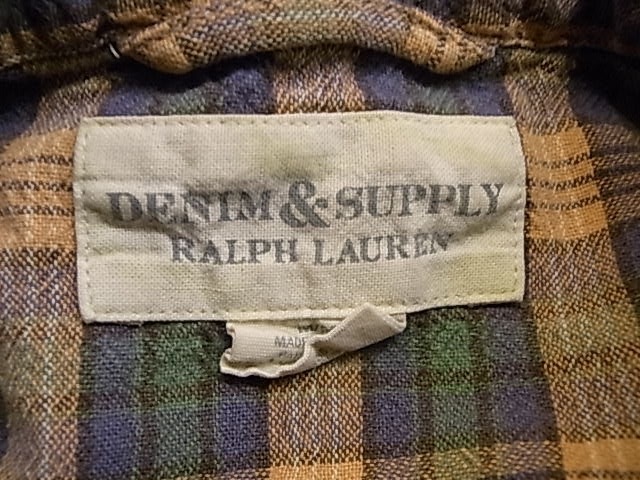 DENIM & SUPPLY
RALPH LAUREN